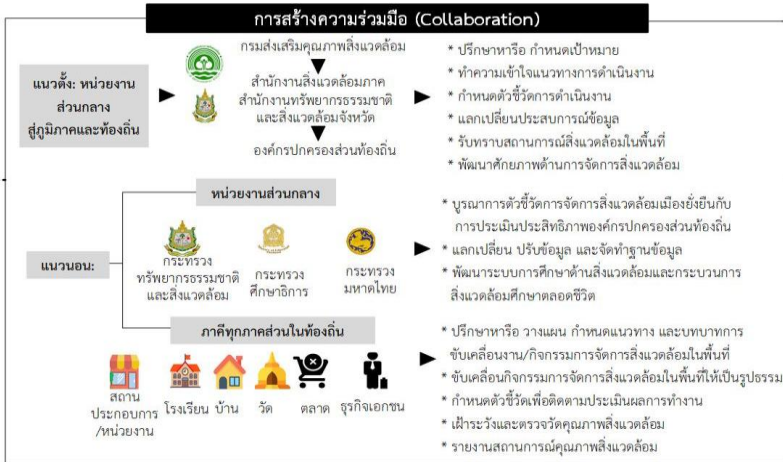 การสร้างความร่วมมือ (Collaboration)
แนวตั้ง: หน่วยงาน
ส่วนกลาง
สู่ภูมิภาคและท้องถิ่น
กรมส่งเสริมคุณภาพสิ่งแวดล้อม
สำนักงานสิ่งแวดล้อมภาค
สำนักงานทรัพยากรธรรมชาติ
และสิ่งแวดล้อมจังหวัด
องค์กรปกครองส่วนท้องถิ่น
* ปรึกษาหารือ กำหนดเป้าหมาย
* ทำความเข้าใจแนวทางการดำเนินงาน
* กำหนดตัวชี้วัดการดำเนินงาน
* แลกเปลี่ยนประสบการณ์ข้อมูล
* รับทราบสถานการณ์สิ่งแวดล้อมในพื้นที่
* พัฒนาศักยภาพด้านการจัดการสิ่งแวดล้อม
แนวนอน:
หน่วยงานส่วนกลาง
กระทรวง
ทรัพยากรธรรมชาติ
และสิ่งแวดล้อม
กระทรวง
ศึกษาธิการ
กระทรวง
มหาดไทย
* บูรณาการตัวชี้วัดการจัดการสิ่งแวดล้อมเมืองยั่งยืนกับ
การประเมินประสิทธิภาพองค์กรปกครองส่วนท้องถิ่น
* แลกเปลี่ยน ปรับข้อมูล และจัดทำฐานข้อมูล
* พัฒนาระบบการศึกษาด้านสิ่งแวดล้อมและกระบวนการ
สิ่งแวดล้อมศึกษาตลอดชีวิต
ภาคีทุกภาคส่วนในท้องถิ่น
สถาน
ประกอบการ
/หน่วยงาน
โรงเรียน
บ้าน
วัด
ตลาด
ธุรกิจเอกชน
* ปรึกษาหารือ วางแผน กำหนดแนวทาง และบทบาทการ
ขับเคลื่อนงาน/กิจกรรมการจัดการสิ่งแวดล้อมในพื้นที่
* ขับเคลื่อนกิจกรรมการจัดการสิ่งแวดล้อมในพื้นที่ให้เป็นรูปธรรม
* กำหนดตัวชี้วัดเพื่อติดตามประเมินผลการทำงาน
* เฝ้าระวังและตรวจวัดคุณภาพสิ่งแวดล้อม
* รายงานสถานการณ์คุณภาพสิ่งแวดล้อม